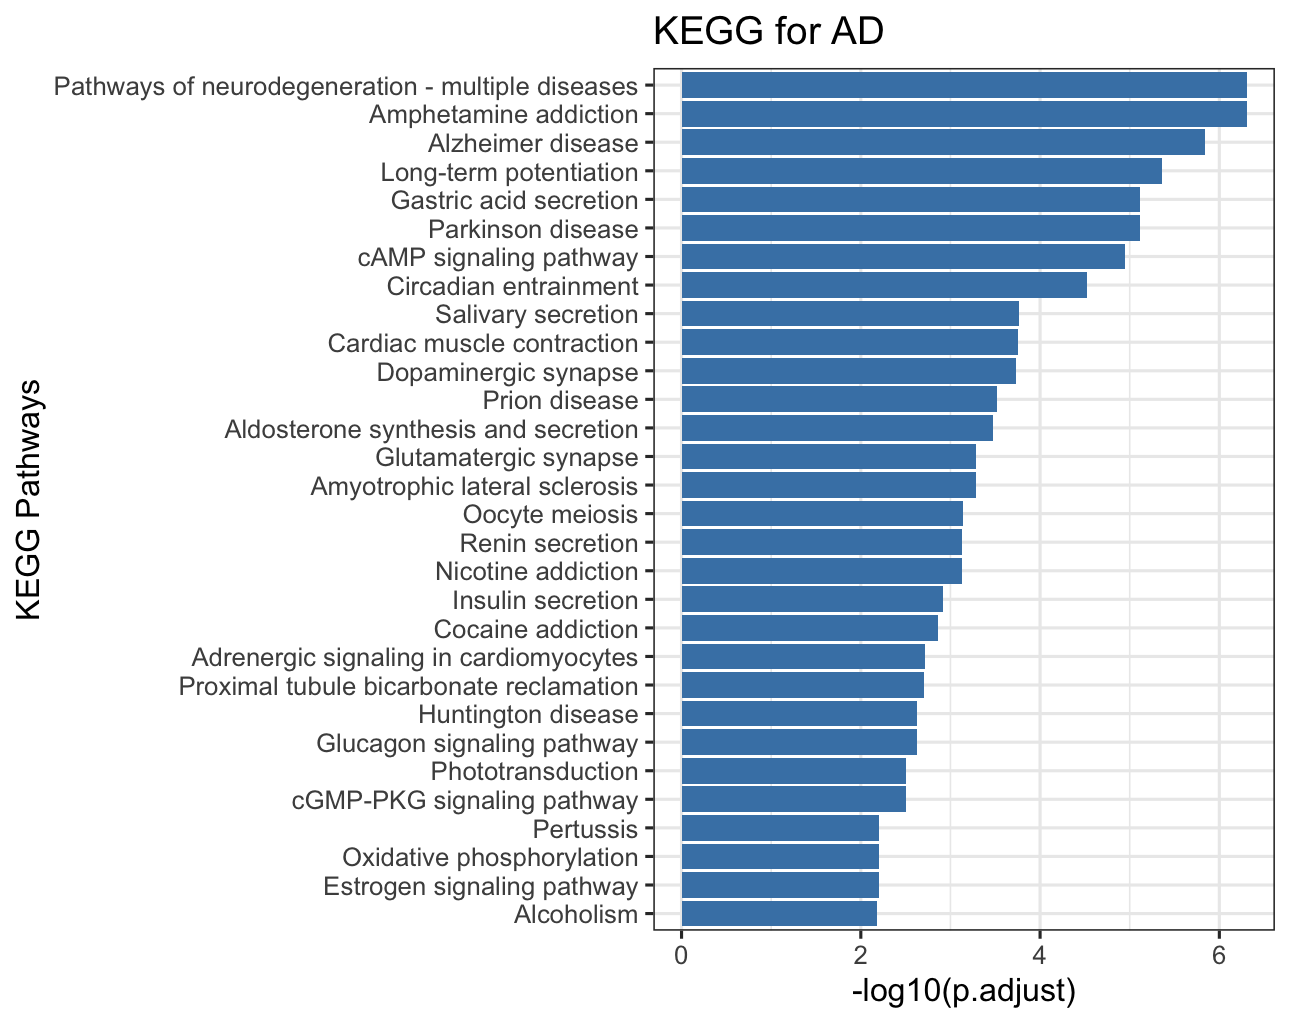 KEGG for AD
KEGG Pathways
Pathways of neurodegeneration - multiple diseases
Amphetamine addiction
Alzheimer disease
Long-term potentiation
Gastric acid secretion
Parkinson disease
cAMP signaling pathway
Circadian entrainment
Salivary secretion
Cardiac muscle contraction
Dopaminergic synapse
Prion disease
Aldosterone synthesis and secretion
Glutamatergic synapse
Amyotrophic lateral sclerosis
Oocyte meiosis
Renin secretion
Nicotine addiction
Insulin secretion
Cocaine addiction
Adrenergic signaling in cardiomyocytes
Proximal tubule bicarbonate reclamation
Huntington disease
Glucagon signaling pathway
Phototransduction
cGMP-PKG signaling pathway
Pertussis
Oxidative phosphorylation
Estrogen signaling pathway
Alcoholism
0 2 4 6
-log10(p.adjust)